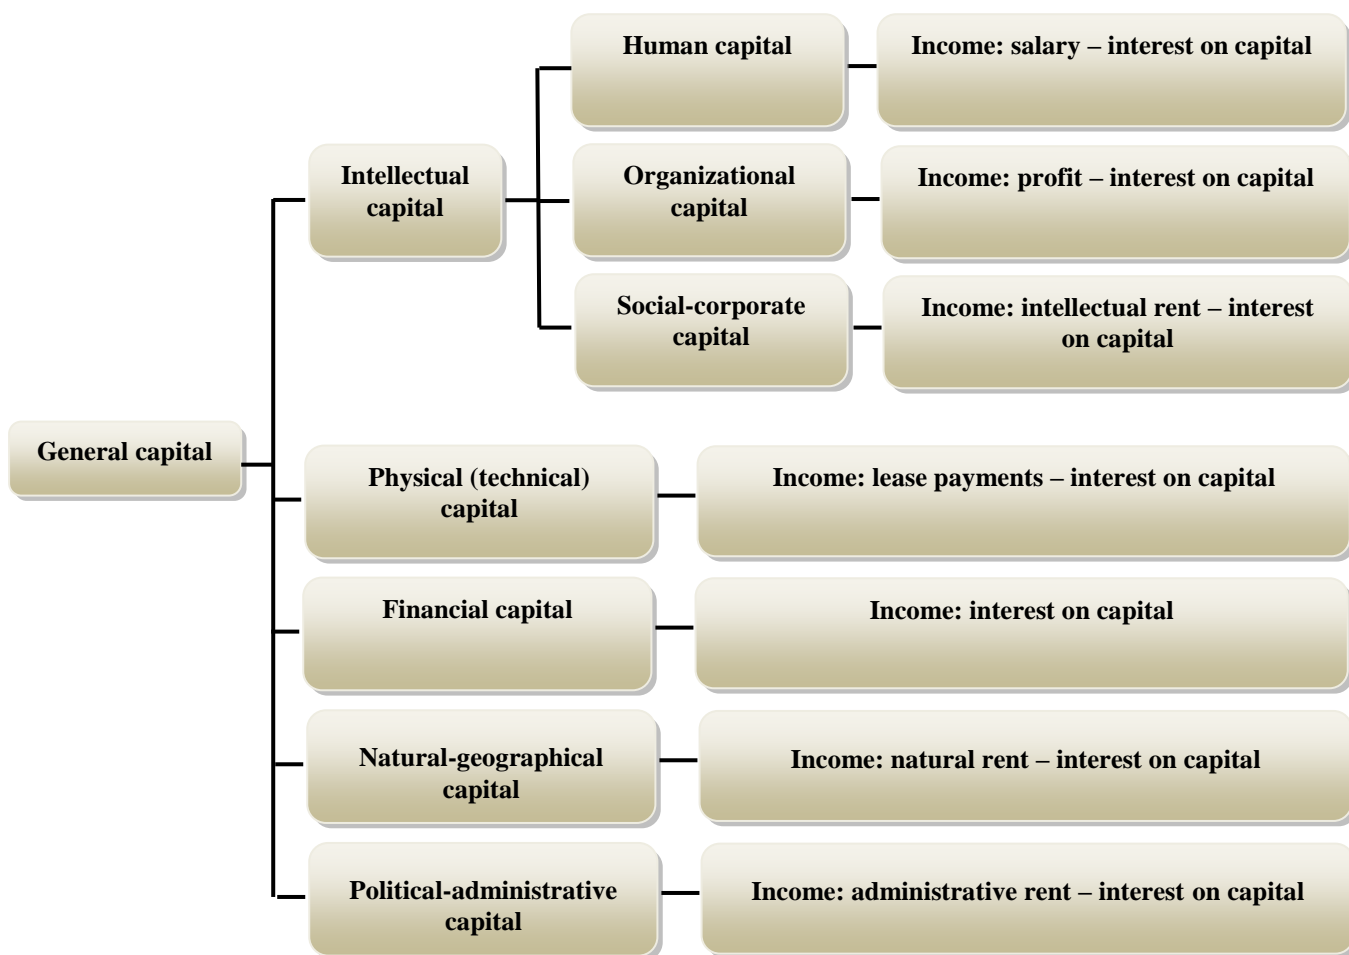 Human capital
Income: salary – interest on capital
Intellectual
capital
Organizational
capital
Income: profit – interest on capital
Social-corporate
capital
Income: intellectual rent – interest
on capital
General capital
Physical (technical)
capital
Income: lease payments – interest on capital
Financial capital
Income: interest on capital
Natural-geographical
capital
Income: natural rent – interest on capital
Political-administrative
capital
Income: administrative rent – interest on capital